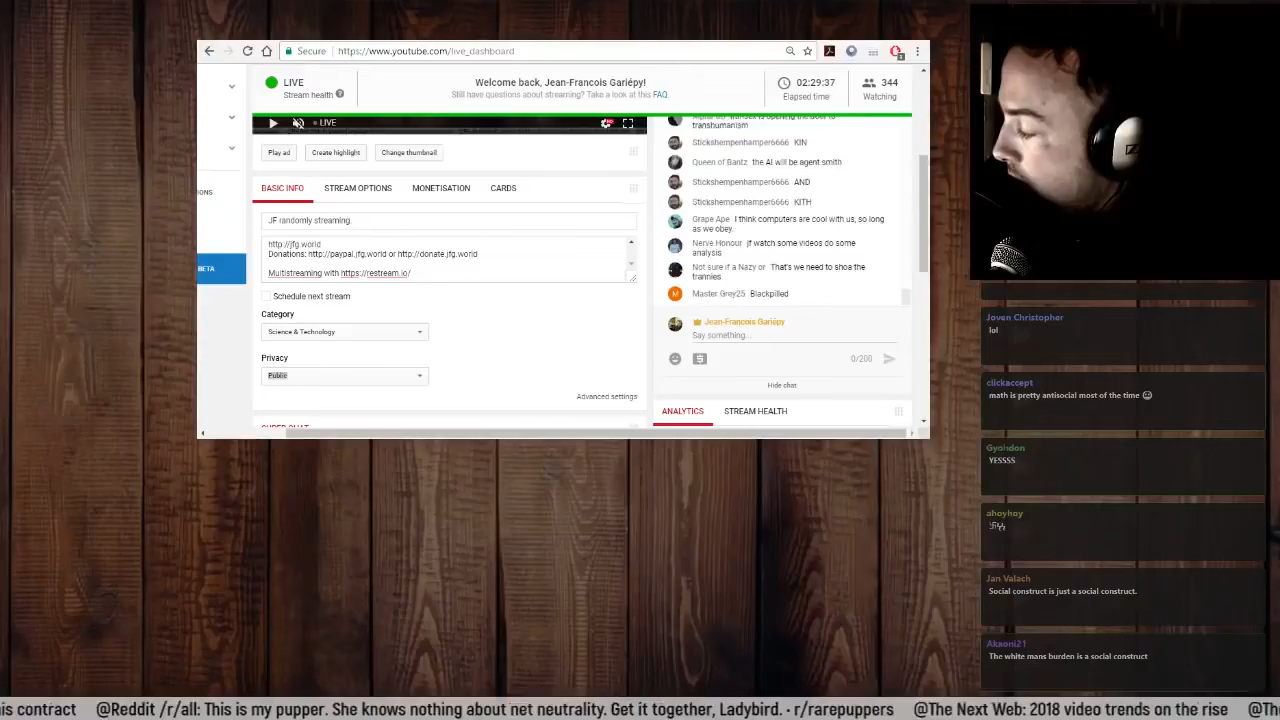 Secure
https://www.youtube.com/live_dashboard
LIVE
Stream health
Welcome back, Jean-Francois Gariépy!
Still have questions about streaming? Take a look at this FAQ.
02:29:37
Elapsed time
344
Watching
LIVE
Play ad
Create highlight
Change thumbnail
BASIC INFO
STREAM OPTIONS
MONETISATION
CARDS
IONS
BETA
JF randomly streaming.
http://jfg.world
Donations: http://paypal.jfg.world or http://donate.jfg.world
Multistreaming with https://restream.io/
Schedule next stream
Category
Science & Technology
Privacy
Public
Advanced settings
transhumanism
Stickshempenhamper6666 KIN
Queen of Bantz the AI will be agent smith
Stickshempenhamper6666 AND
Stickshempenhamper6666 KITH
Grape Ape I think computers are cool with us, so long
as we obey.
Nerve Honour jf watch some videos do some
analysis
Not sure if a Nazy or That's we need to shoa the
trannies
Master Grey25 Blackpilled
Jean-Francois Gariépy
Say something...
0/200
Hide chat
ANALYTICS
STREAM HEALTH
Joven Christopher
lol
clickaccept
math is pretty antisocial most of the time
Gyohdon
YESSSS
ahoyhoy
Jan Valach
Social construct is just a social construct.
Akaoni21
The white mans burden is a social construct
is contract @Reddit /r/all: This is my pupper. She knows nothing about net neutrality. Get it together, Ladybird. · r/rarepuppers @The Next Web: 2018 video trends on the rise @Th